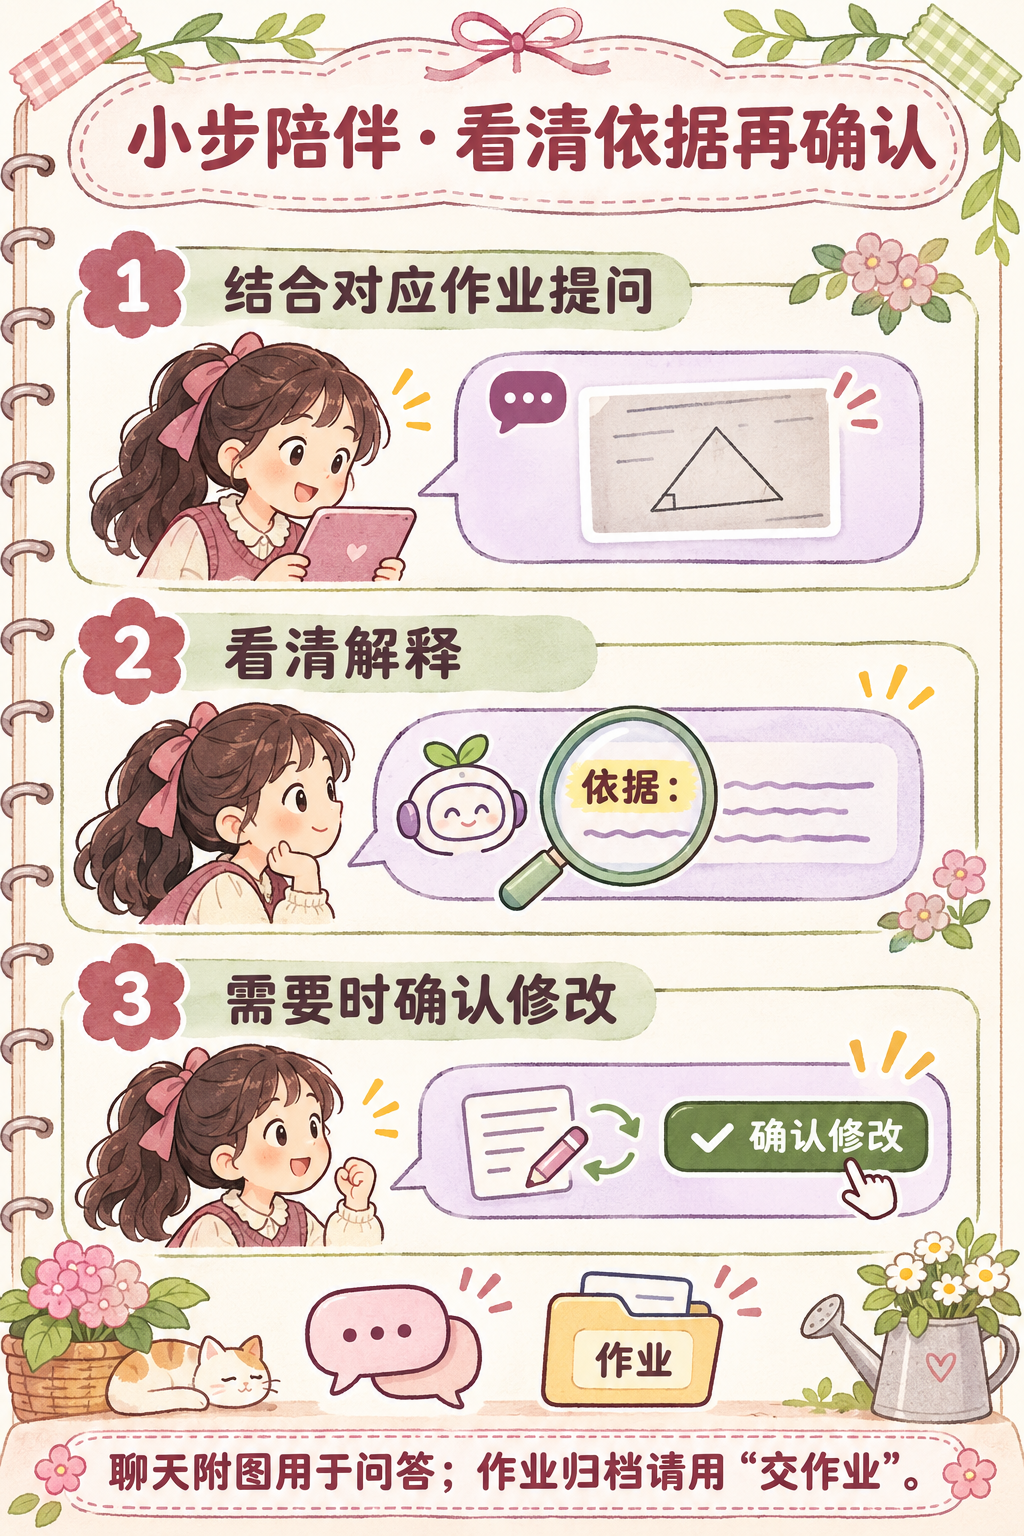 小步陪伴·看清依据再确认
1
结合对应作业提问
2
看清解释
依据：
3
需要时确认修改
确认修改
作业
聊天附图用于问答；作业归档请用“交作业”。